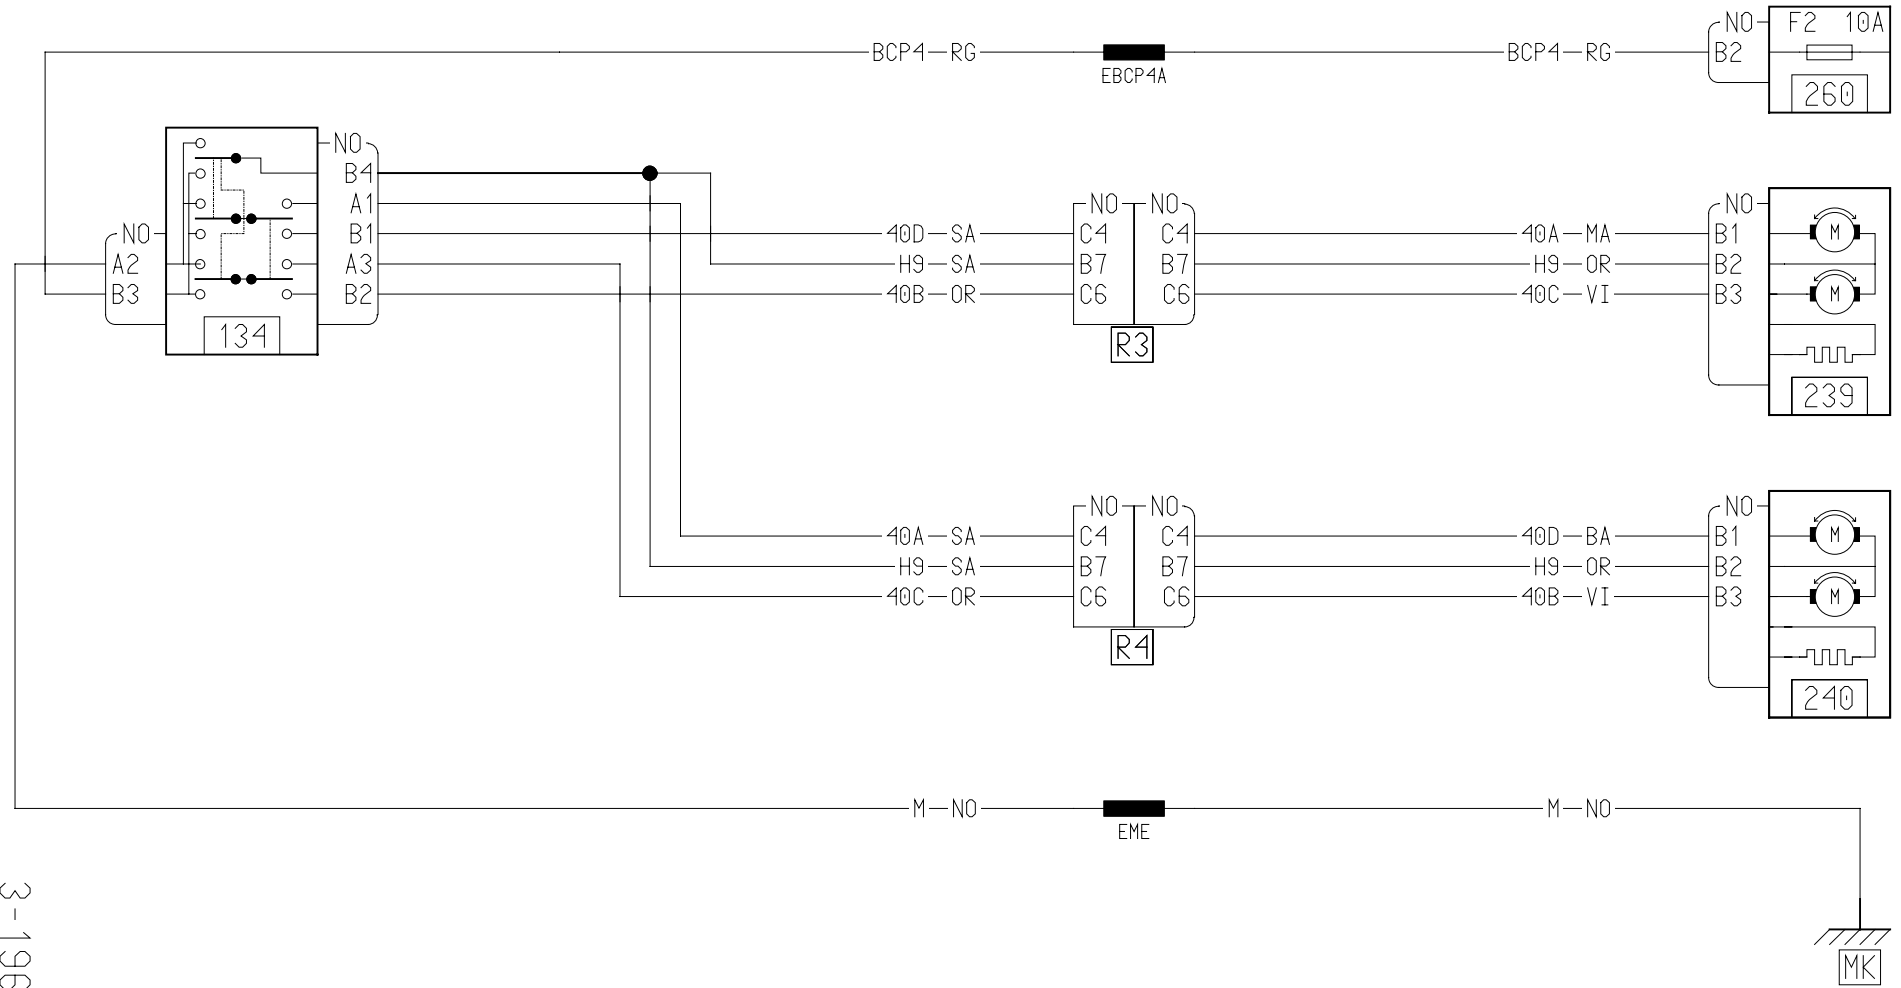 NO F2 10A
BCP4 RG BCP4 RG B2
EBCP4A
260
NO
B4
A1 NO NO NO
NO B1 40D SA C4 C4 40A MA B1 M
A2 A3 H9 SA B7 B7 H9 OR B2
B3 B2 40B OR C6 C6 40C VI B3 M
134 R3
239
NO NO NO
40A SA C4 C4 40D BA B1 M
H9 SA B7 B7 H9 OR B2
40C OR C6 C6 40B VI B3 M
R4
240
M NO M NO
EME
3-196
MK